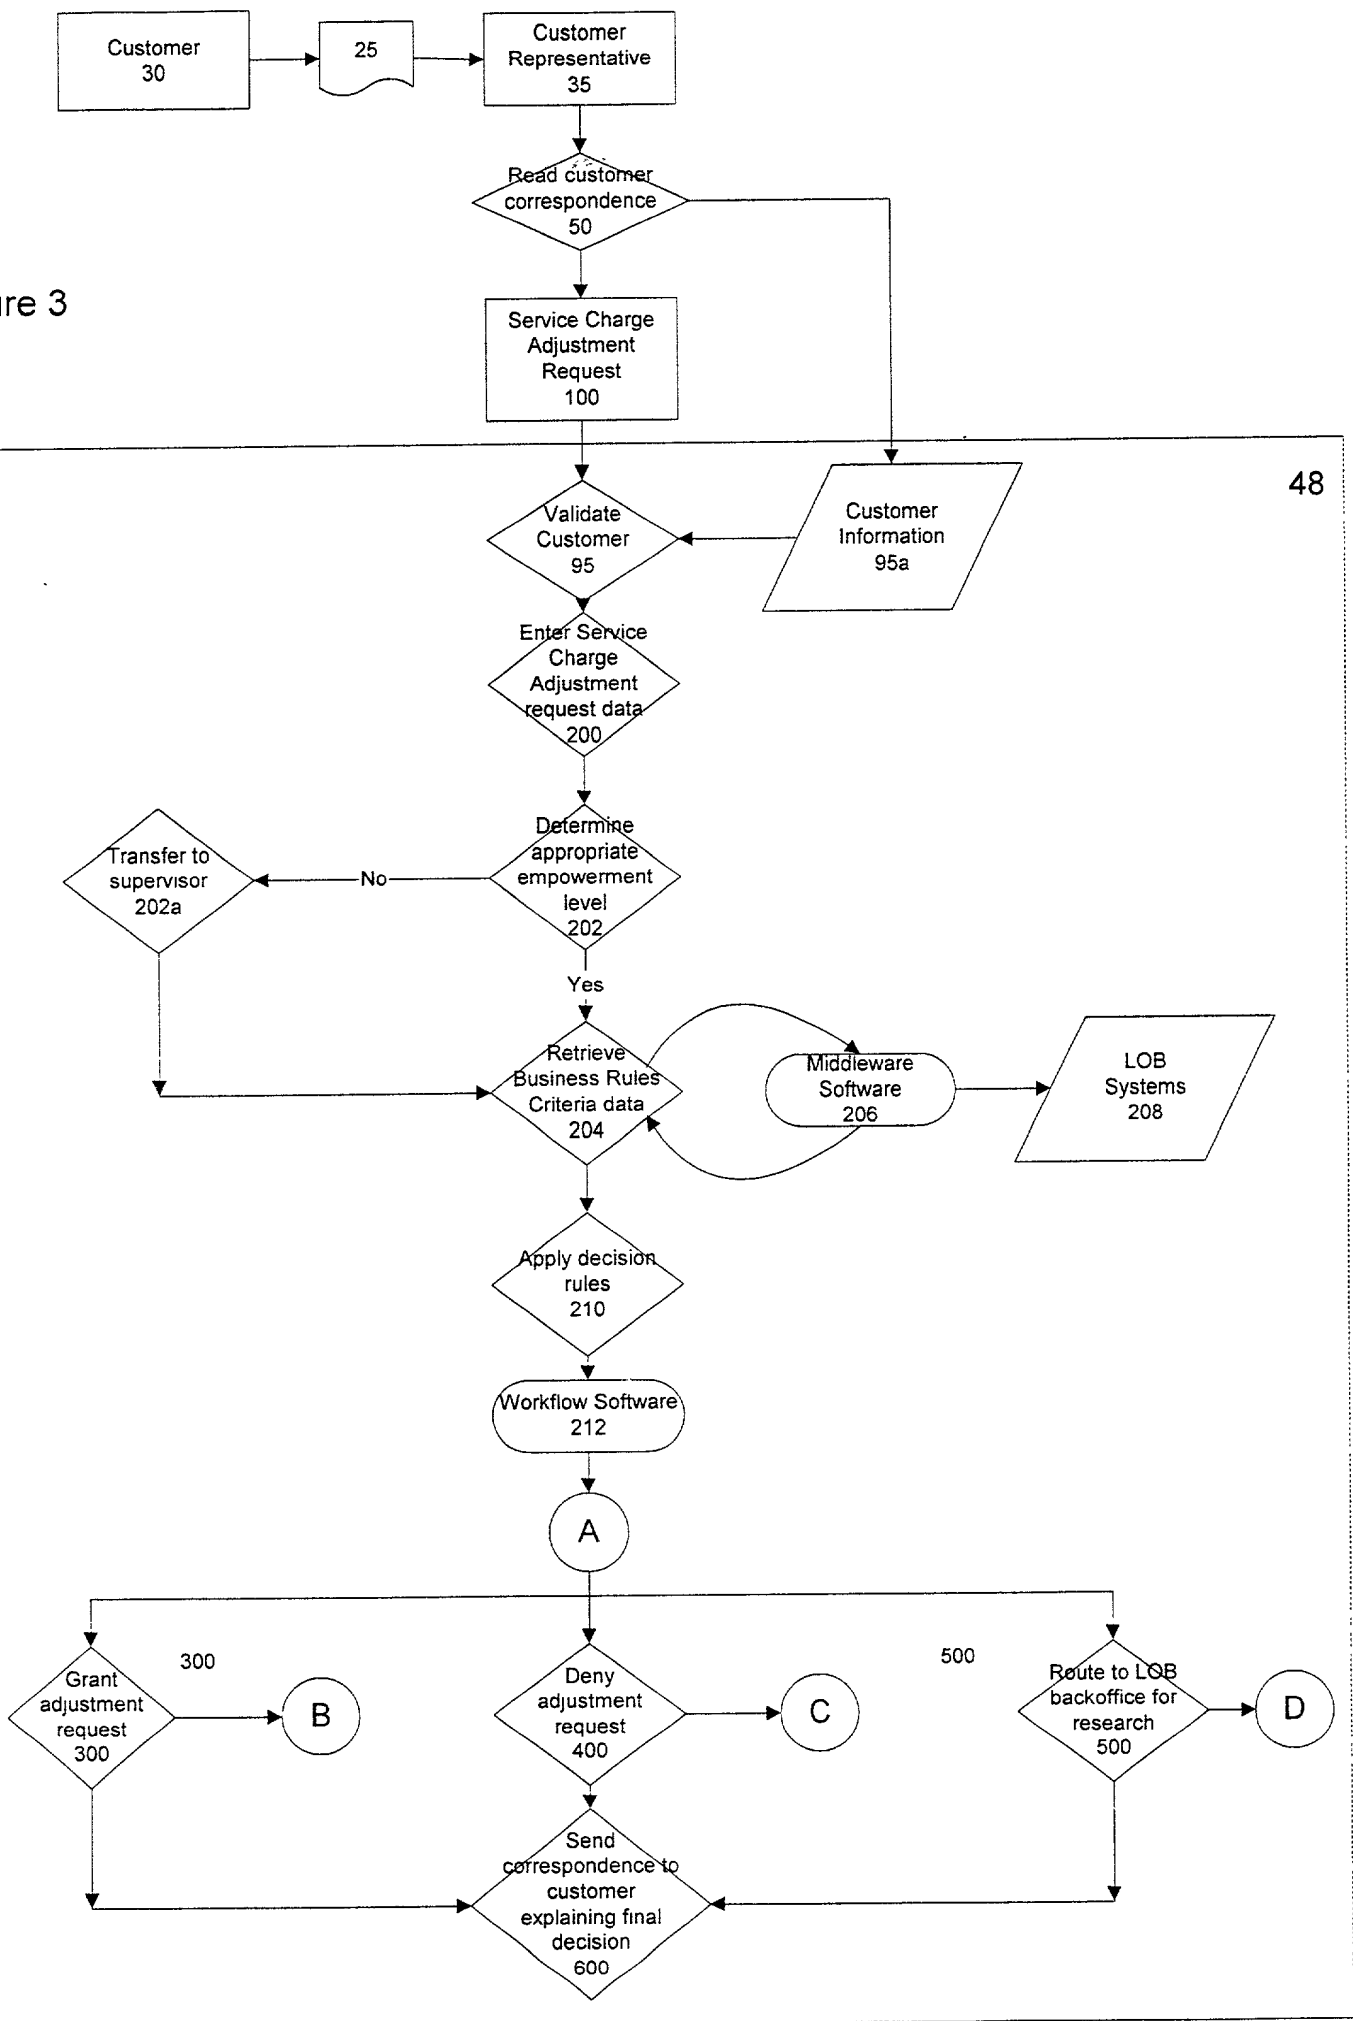 Customer
30
25
Customer
Representative
35
Read customer
correspondence
50
ure 3
Service Charge
Adjustment
Request
100
48
Validate
Customer
95
Customer
Information
95a
Enter Service
Charge
Adjustment
request data
200
Determine
appropriate
empowerment
level
202
No
Transfer to
supervisor
202a
Yes
Retrieve
Business Rules
Criteria data
204
Middleware
Software
206
LOB
Systems
208
Apply decision
rules
210
Workflow Software
212
A
300
500
Grant
adjustment
request
300
B
Deny
adjustment
request
400
C
Route to LOB
backoffice for
research
500
D
Send
correspondence to
customer
explaining final
decision
600